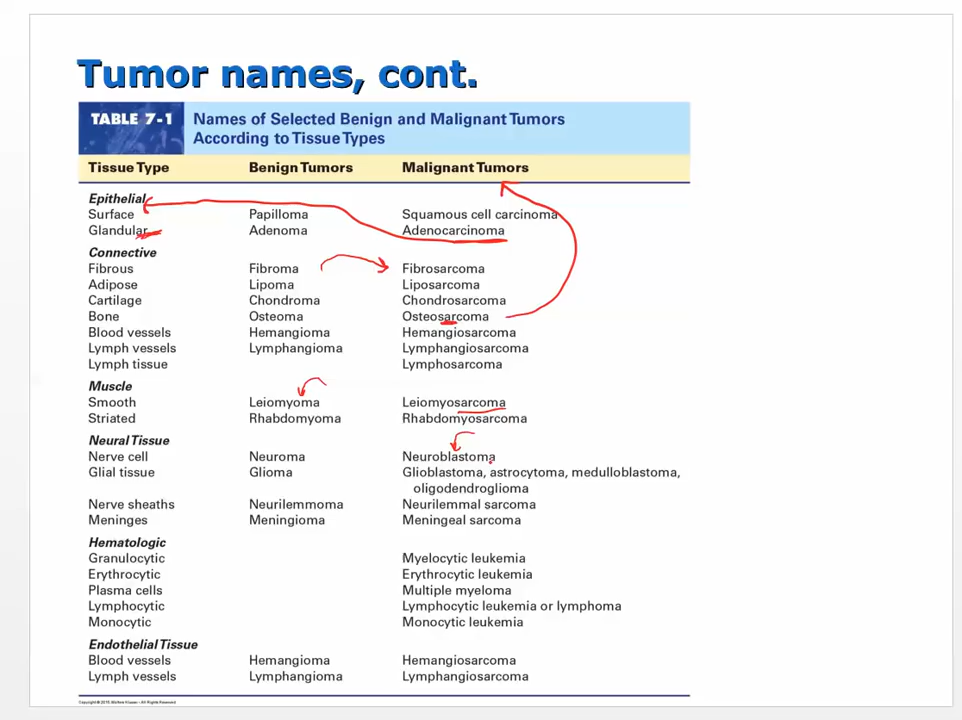 Tumor names, cont.
TABLE 7-1 Names of Selected Benign and Malignant Tumors
According to Tissue Types
Tissue Type Benign Tumors Malignant Tumors
Epithelial
Surface Papilloma Squamous cell carcinoma
Glandular Adenoma Adenocarcinoma
Connective
Fibrous Fibroma Fibrosarcoma
Adipose Lipoma Liposarcoma
Cartilage Chondroma Chondrosarcoma
Bone Osteoma Osteosarcoma
Blood vessels Hemangioma Hemangiosarcoma
Lymph vessels Lymphangioma Lymphangiosarcoma
Lymph tissue Lymphosarcoma
Muscle
Smooth Leiomyoma Leiomyosarcoma
Striated Rhabdomyoma Rhabdomyosarcoma
Neural Tissue
Nerve cell Neuroma Neuroblastoma
Glial tissue Glioma Glioblastoma, astrocytoma, medulloblastoma,
oligodendroglioma
Nerve sheaths Neurilemmoma Neurilemmal sarcoma
Meninges Meningioma Meningeal sarcoma
Hematologic
Granulocytic Myelocytic leukemia
Erythrocytic Erythrocytic leukemia
Plasma cells Multiple myeloma
Lymphocytic Lymphocytic leukemia or lymphoma
Monocytic Monocytic leukemia
Endothelial Tissue
Blood vessels Hemangioma Hemangiosarcoma
Lymph vessels Lymphangioma Lymphangiosarcoma